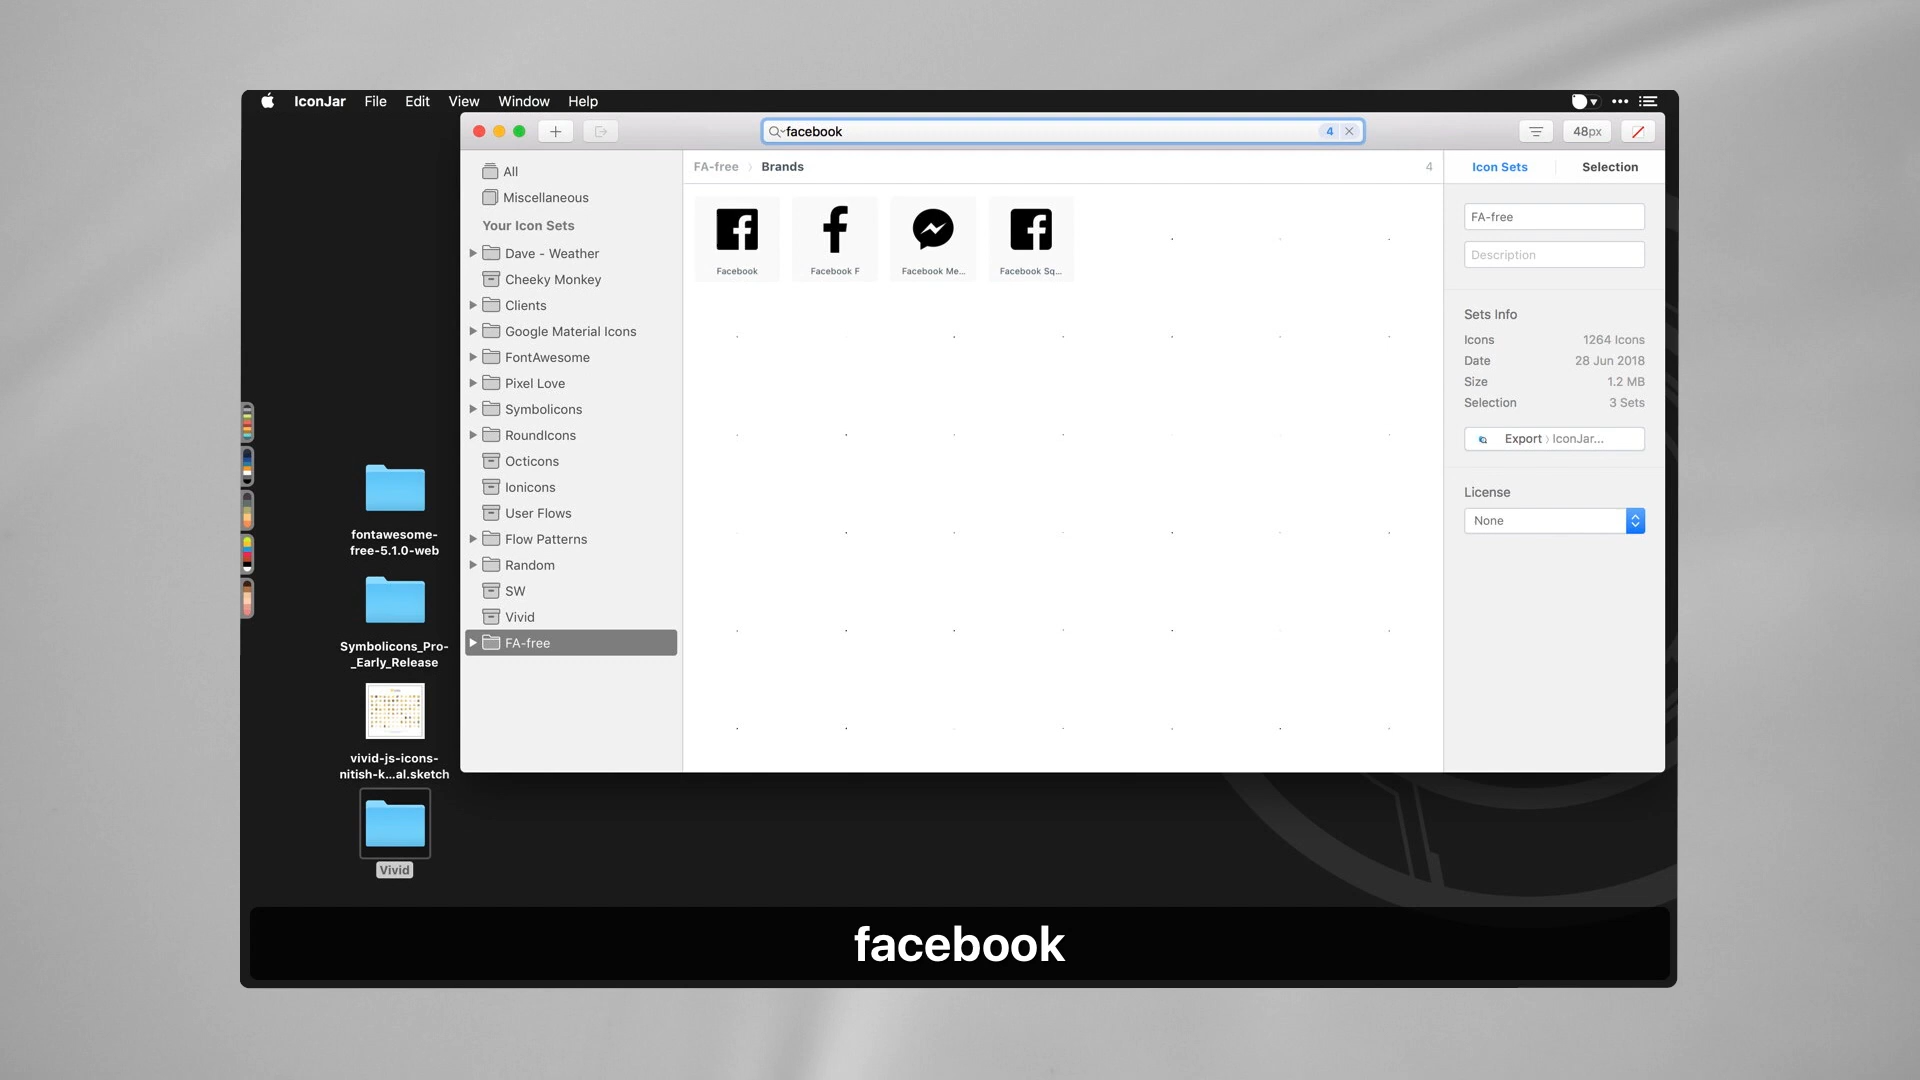 IconJar File Edit View Window Help
facebook 4
48px
All
Miscellaneous
Your Icon Sets
Dave - Weather
Cheeky Monkey
Clients
Google Material Icons
FontAwesome
Pixel Love
Symbolicons
RoundIcons
Octicons
Ionicons
User Flows
Flow Patterns
Random
SW
Vivid
FA-free
FA-free Brands 4
Facebook
Facebook F
Facebook Me...
Facebook Sq...
Icon Sets Selection
FA-free
Description
Sets Info
Icons 1264 Icons
Date 28 Jun 2018
Size 1.2 MB
Selection 3 Sets
Export IconJar...
License
None
fontawesome-
free-5.1.0-web
Symbolicons_Pro-
_Early_Release
vivid-js-icons-
nitish-k...al.sketch
Vivid
facebook